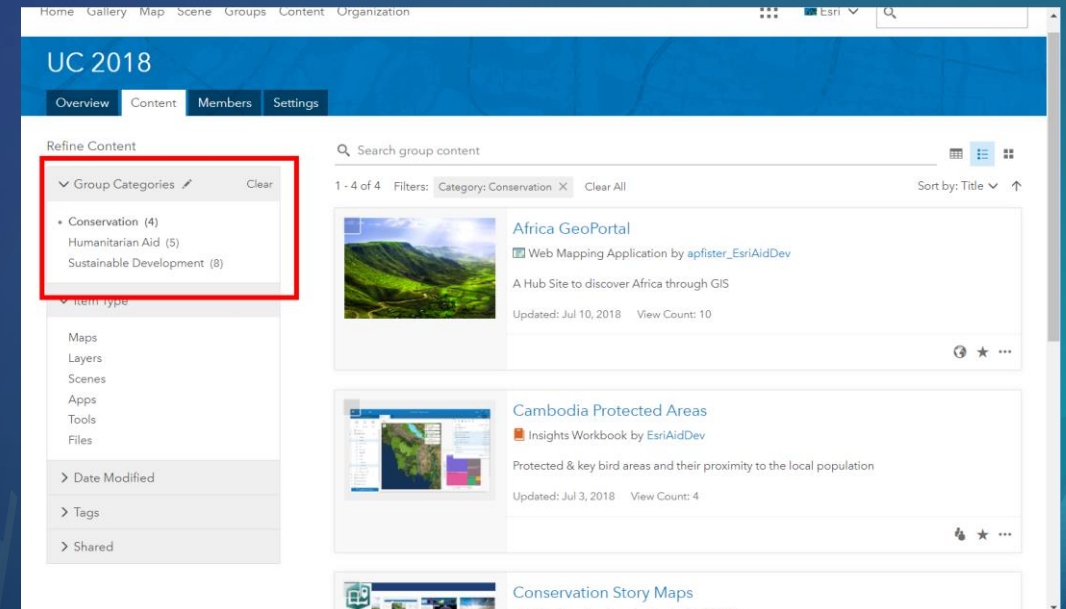 Home Gallery Map Scene Groups Content Organization Esri
UC 2018
Overview Content Members Settings
Refine Content
Group Categories Clear
Conservation (4)
Humanitarian Aid (5)
Sustainable Development (8)
Item Type
Maps
Layers
Scenes
Apps
Tools
Files
Date Modified
Tags
Shared
Search group content
1 - 4 of 4 Filters: Category: Conservation Clear All Sort by: Title
Africa GeoPortal
Web Mapping Application by apfister_EsriAidDev
A Hub Site to discover Africa through GIS
Updated: Jul 10, 2018 View Count: 10
Cambodia Protected Areas
Insights Workbook by EsriAidDev
Protected & key bird areas and their proximity to the local population
Updated: Jul 3, 2018 View Count: 4
Conservation Story Maps